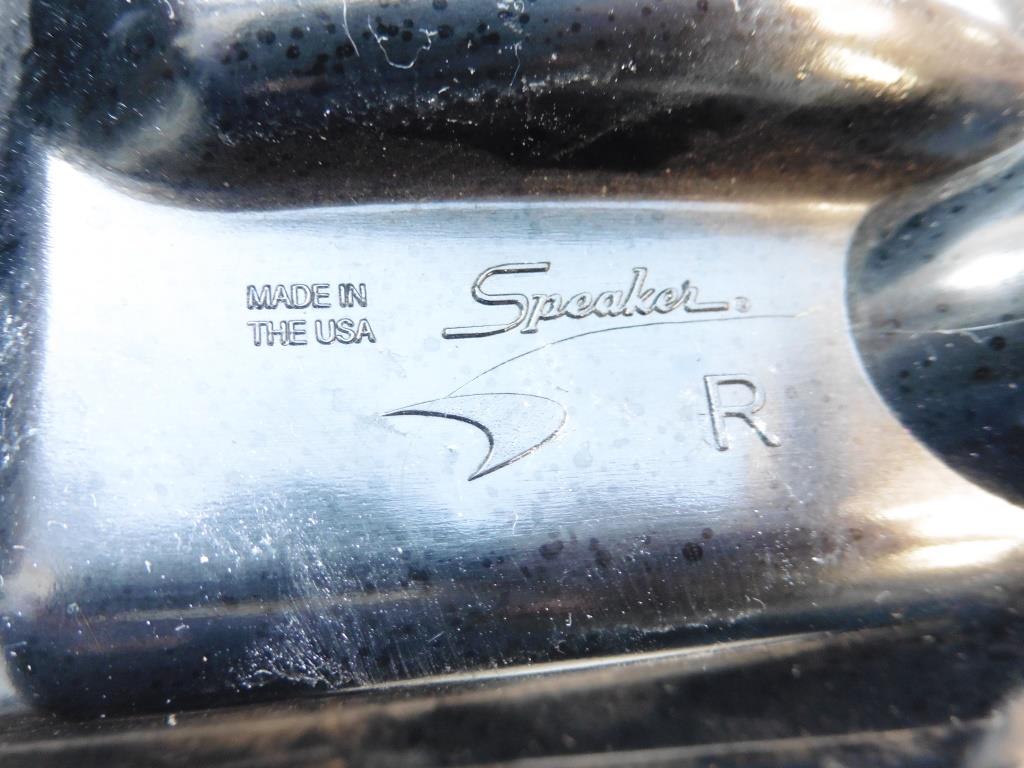 MADE IN
THE USA
Speaker®
R